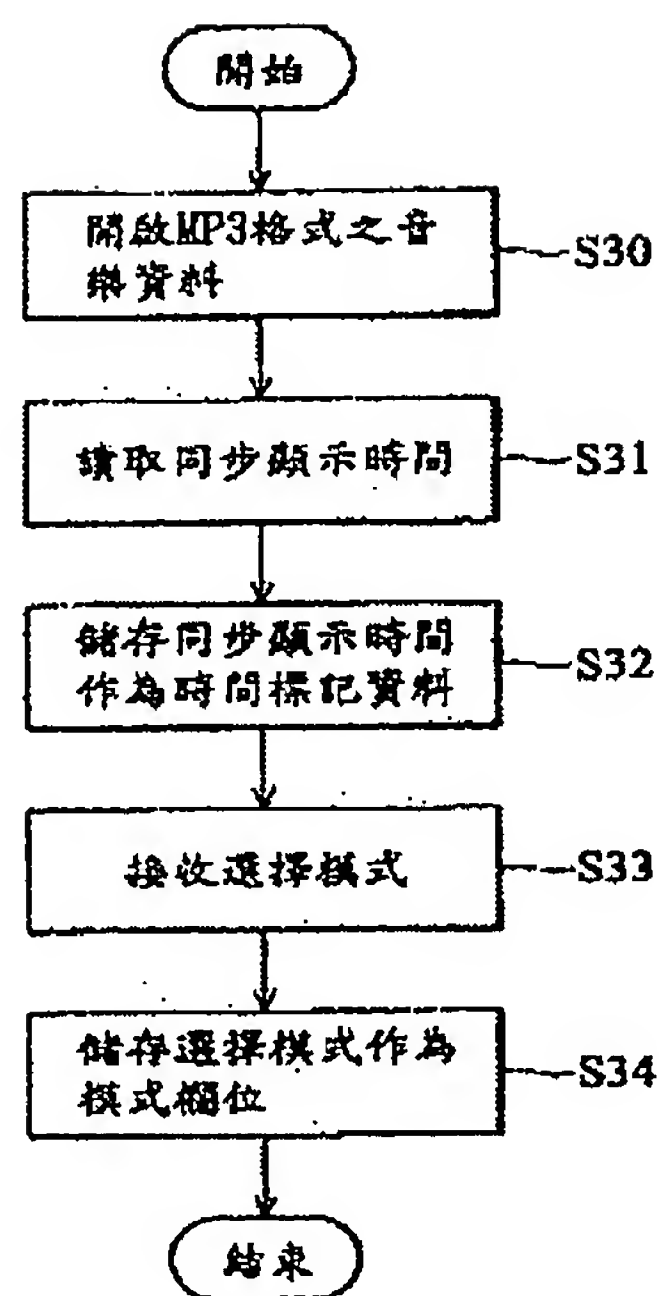 開始
開啟MP3格式之音
樂資料
S30
讀取同步顯示時間
S31
儲存同步顯示時間
作為時間標記資料
S32
接收選擇模式
S33
儲存選擇模式作為
模式欄位
S34
結束